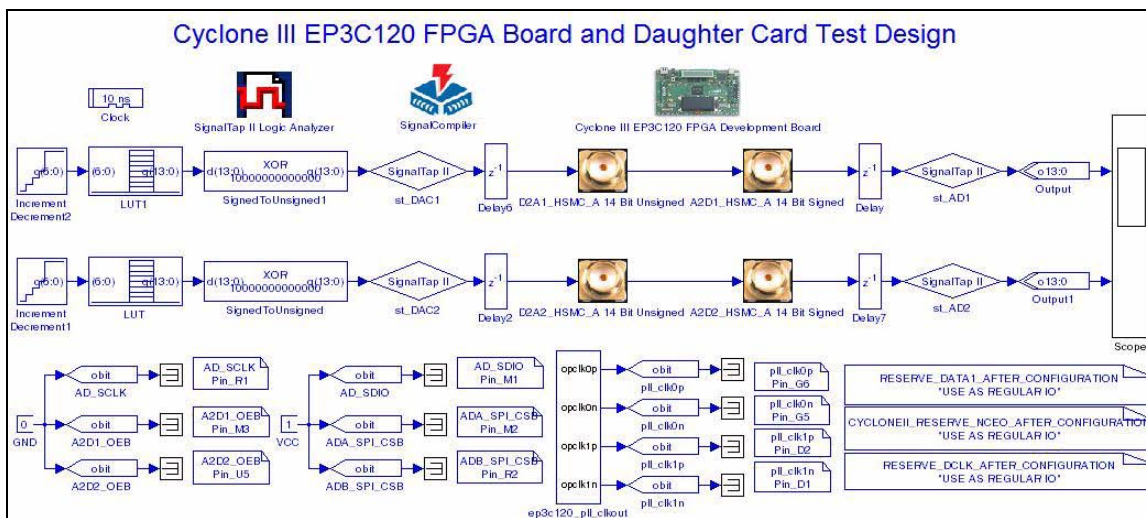 Cyclone III EP3C120 FPGA Board and Daughter Card Test Design
10 ns
Clock
SignalTap II Logic Analyzer
SignalCompiler
Cyclone III EP3C120 FPGA Development Board
q(6:0)
Increment
Decrement2
(6:0)
q(13:0)
LUT1
d(13:0)
XOR
10000000000000
q(13:0)
SignedToUnsigned1
SignalTap II
st_DAC1
z-1
Delay6
D2A1_HSMC_A 14 Bit Unsigned
A2D1_HSMC_A 14 Bit Signed
z-1
Delay
SignalTap II
st_AD1
o13:0
Output
q(6:0)
Increment
Decrement1
(6:0)
q(13:0)
LUT
d(13:0)
XOR
10000000000000
q(13:0)
SignedToUnsigned
SignalTap II
st_DAC2
z-1
Delay2
D2A2_HSMC_A 14 Bit Unsigned
A2D2_HSMC_A 14 Bit Signed
z-1
Delay7
SignalTap II
st_AD2
o13:0
Output1
Scope
0
GND
obit
AD_SCLK
AD_SCLK
Pin_R1
obit
A2D1_OEB
A2D1_OEB
Pin_M3
obit
A2D2_OEB
A2D2_OEB
Pin_U5
1
VCC
obit
AD_SDIO
AD_SDIO
Pin_M1
obit
ADA_SPI_CSB
ADA_SPI_CSB
Pin_M2
obit
ADB_SPI_CSB
ADB_SPI_CSB
Pin_R2
opclk0p
opclk0n
opclk1p
opclk1n
ep3c120_pll_clkout
obit
pll_clk0p
pll_clk0p
Pin_G6
obit
pll_clk0n
pll_clk0n
Pin_G5
obit
pll_clk1p
pll_clk1p
Pin_D2
obit
pll_clk1n
pll_clk1n
Pin_D1
RESERVE_DATA1_AFTER_CONFIGURATION
"USE AS REGULAR IO"
CYCLONEII_RESERVE_NCEO_AFTER_CONFIGURATION
"USE AS REGULAR IO"
RESERVE_DCLK_AFTER_CONFIGURATION
"USE AS REGULAR IO"